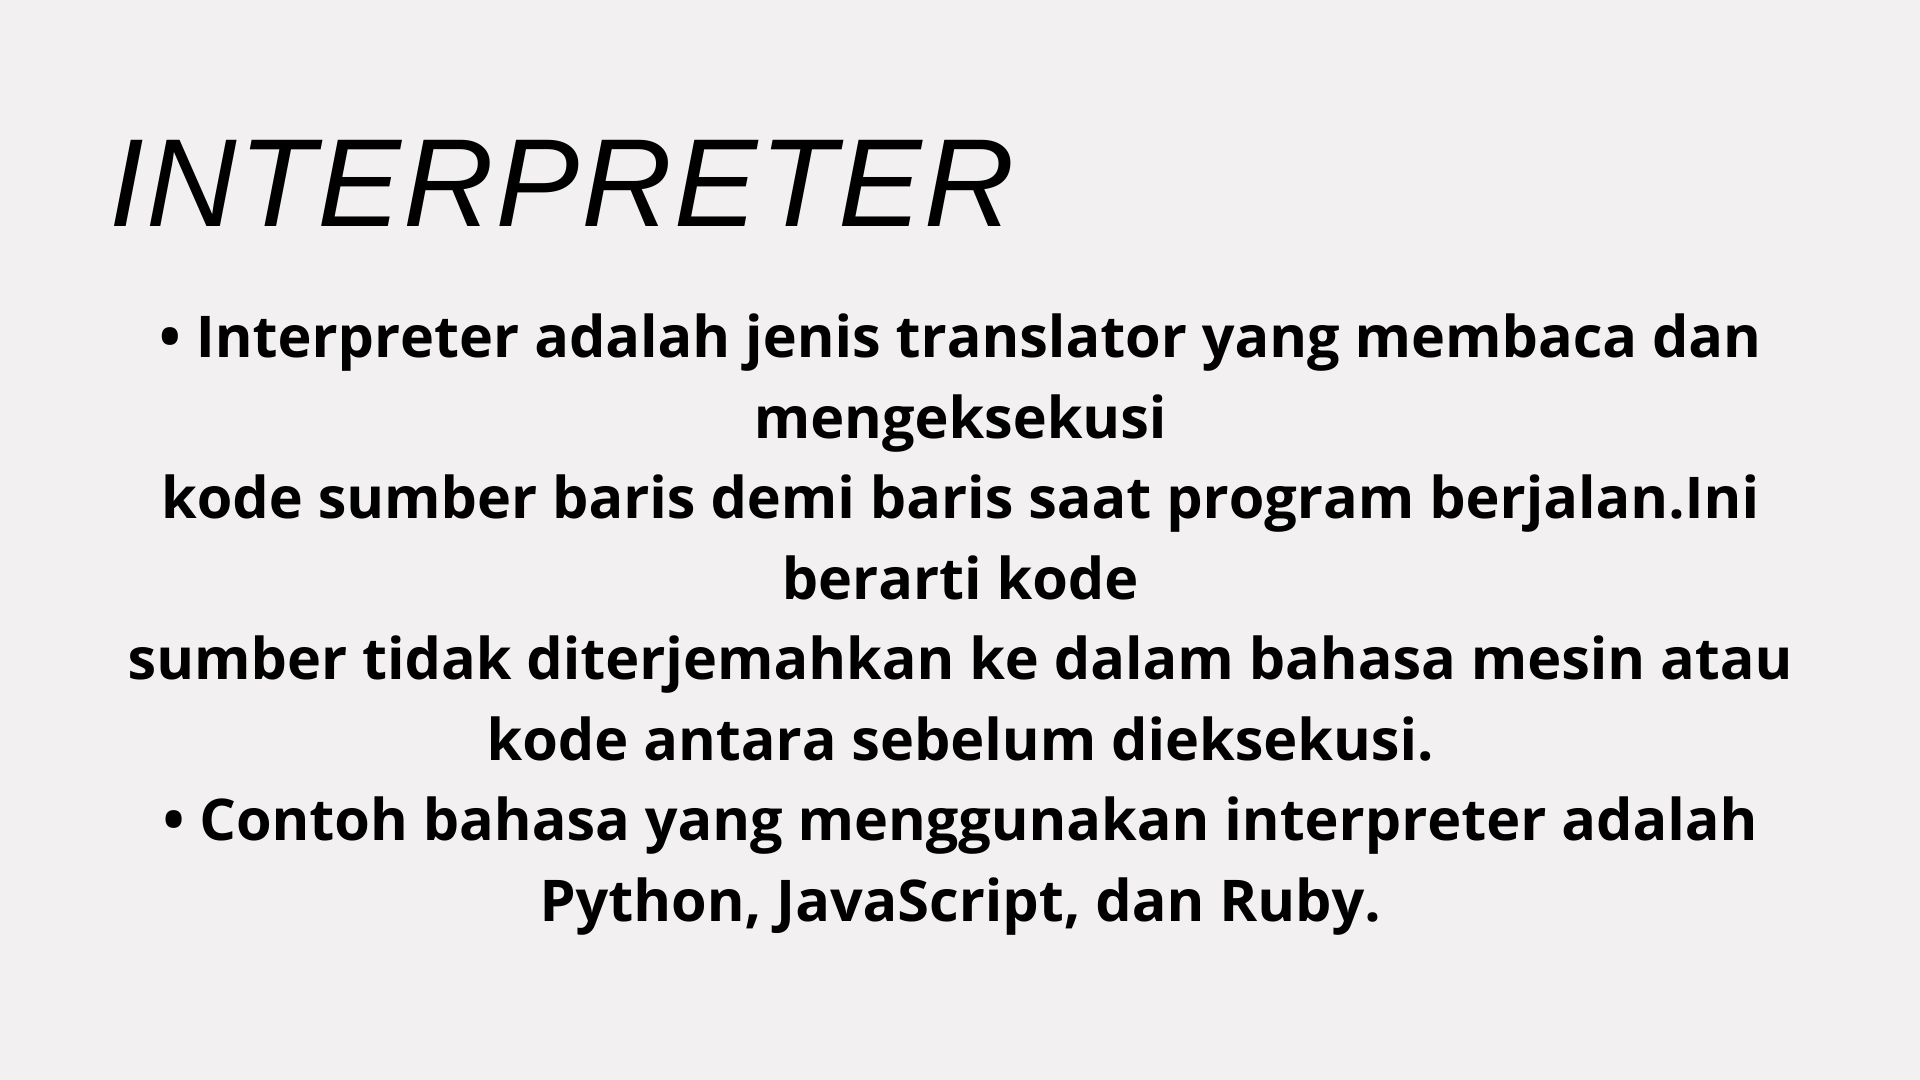 INTERPRETER
• Interpreter adalah jenis translator yang membaca dan
mengeksekusi
kode sumber baris demi baris saat program berjalan.Ini
berarti kode
sumber tidak diterjemahkan ke dalam bahasa mesin atau
kode antara sebelum dieksekusi.
• Contoh bahasa yang menggunakan interpreter adalah
Python, JavaScript, dan Ruby.